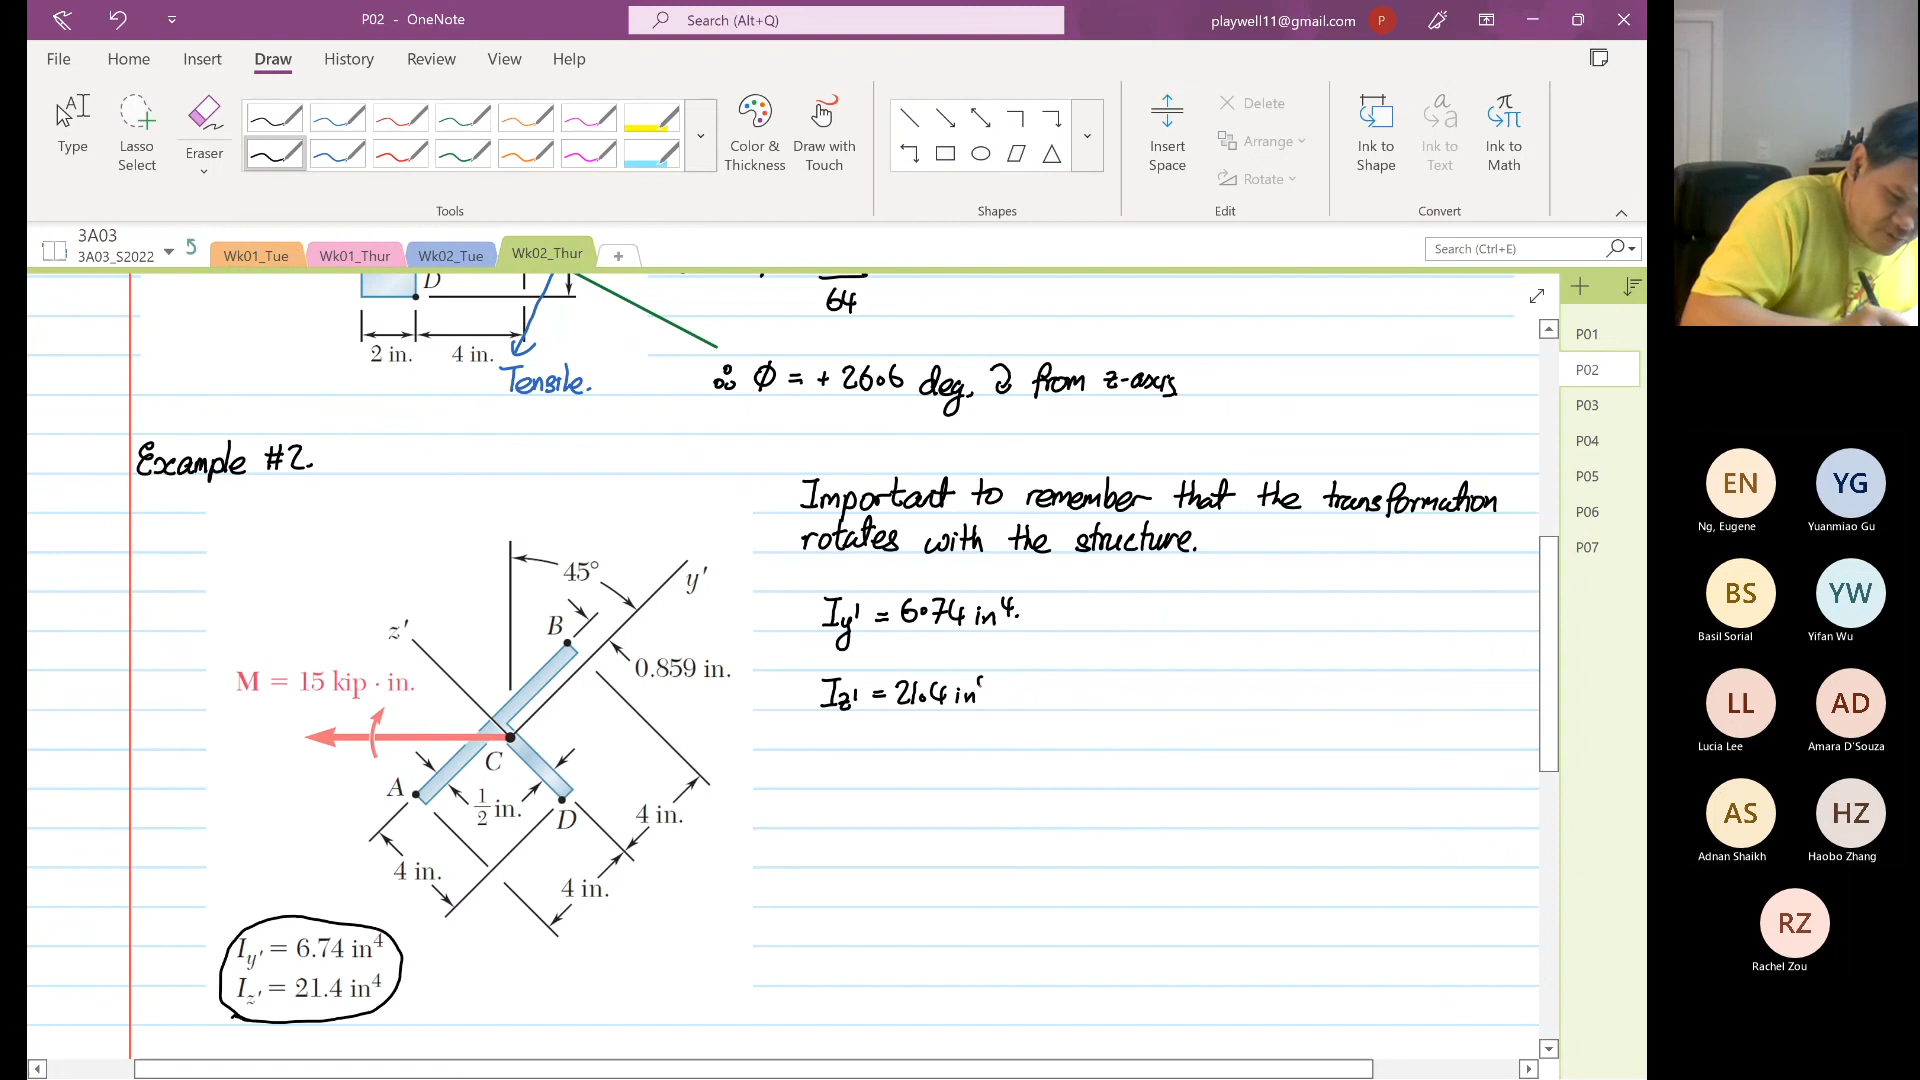 P02 - OneNote
Search (Alt+Q)
playwell11@gmail.com
P
File Home Insert Draw History Review View Help
Type
Lasso Select
Eraser
Color & Thickness
Draw with Touch
Insert Space
Delete
Arrange
Rotate
Ink to Shape
Ink to Text
Ink to Math
Tools
Shapes
Edit
Convert
3A03
3A03_S2022
Wk01_Tue Wk01_Thur Wk02_Tue Wk02_Thur
Search (Ctrl+E)
D
2 in. 4 in.
Tensile.
64
∴ Ø = + 26.6 deg, ↻ from z-axis
Example #2.
Important to remember that the transformation
rotates with the structure.
Iy' = 6.74 in⁴.
Iz' = 21.4 in
45°
y'
z'
B
0.859 in.
M = 15 kip · in.
C
A
1/2 in.
D
4 in.
4 in.
4 in.
Iy' = 6.74 in⁴
Iz' = 21.4 in⁴
P01
P02
P03
P04
P05
P06
P07
EN
Ng, Eugene
YG
Yuanmiao Gu
BS
Basil Sorial
YW
Yifan Wu
LL
Lucia Lee
AD
Amara D'Souza
AS
Adnan Shaikh
HZ
Haobo Zhang
RZ
Rachel Zou